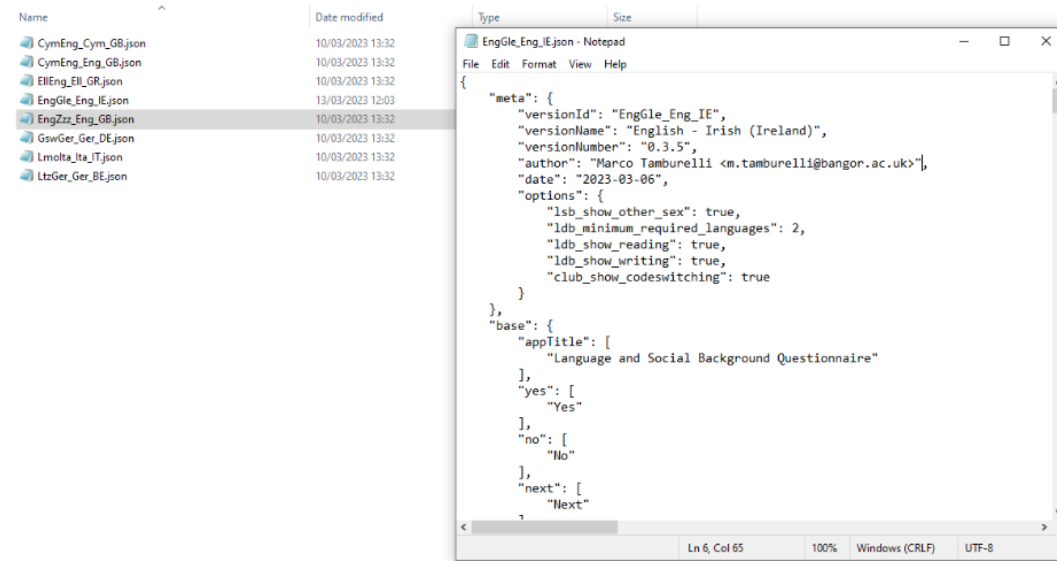 Name Date modified Type Size
CymEng_Cym_GB.json 10/03/2023 13:32
CymEng_Eng_GB.json 10/03/2023 13:32
EllEng_Ell_GR.json 10/03/2023 13:32
EngGle_Eng_IE.json 13/03/2023 12:03
EngZzz_Eng_GB.json 10/03/2023 13:32
GswGer_Ger_DE.json 10/03/2023 13:32
LmoIta_Ita_IT.json 10/03/2023 13:32
LtzGer_Ger_BE.json 10/03/2023 13:32
EngGle_Eng_IE.json - Notepad
File Edit Format View Help
{
"meta": {
"versionId": "EngGle_Eng_IE",
"versionName": "English - Irish (Ireland)",
"versionNumber": "0.3.5",
"author": "Marco Tamburelli <m.tamburelli@bangor.ac.uk>",
"date": "2023-03-06",
"options": {
"lsb_show_other_sex": true,
"ldb_minimum_required_languages": 2,
"ldb_show_reading": true,
"ldb_show_writing": true,
"club_show_codeswitching": true
}
},
"base": {
"appTitle": [
"Language and Social Background Questionnaire"
],
"yes": [
"Yes"
],
"no": [
"No"
],
"next": [
"Next"
]
Ln 6, Col 65 100% Windows (CRLF) UTF-8